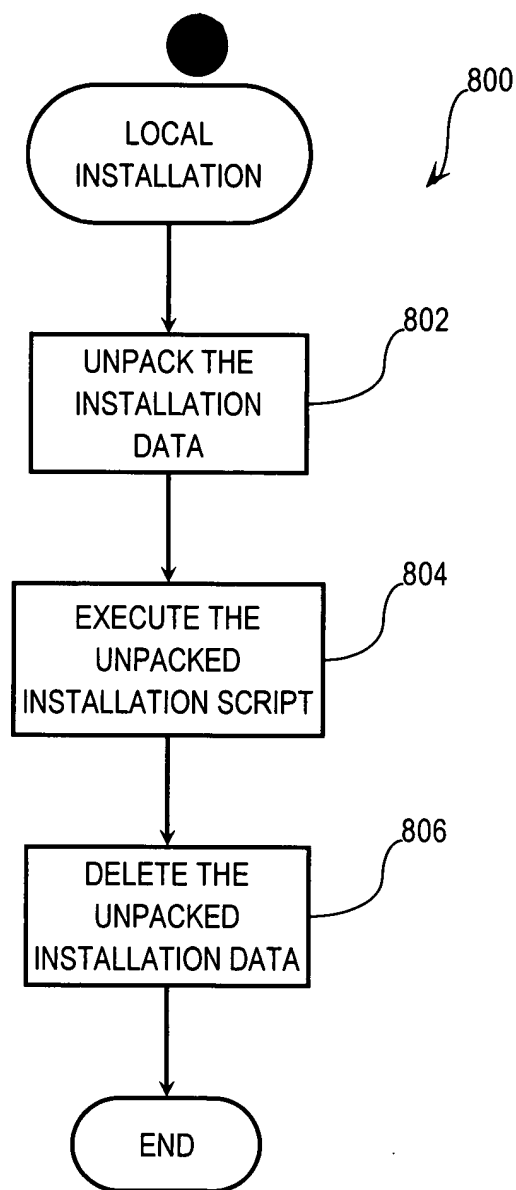 800
LOCAL
INSTALLATION
802
UNPACK THE
INSTALLATION
DATA
804
EXECUTE THE
UNPACKED
INSTALLATION SCRIPT
806
DELETE THE
UNPACKED
INSTALLATION DATA
END